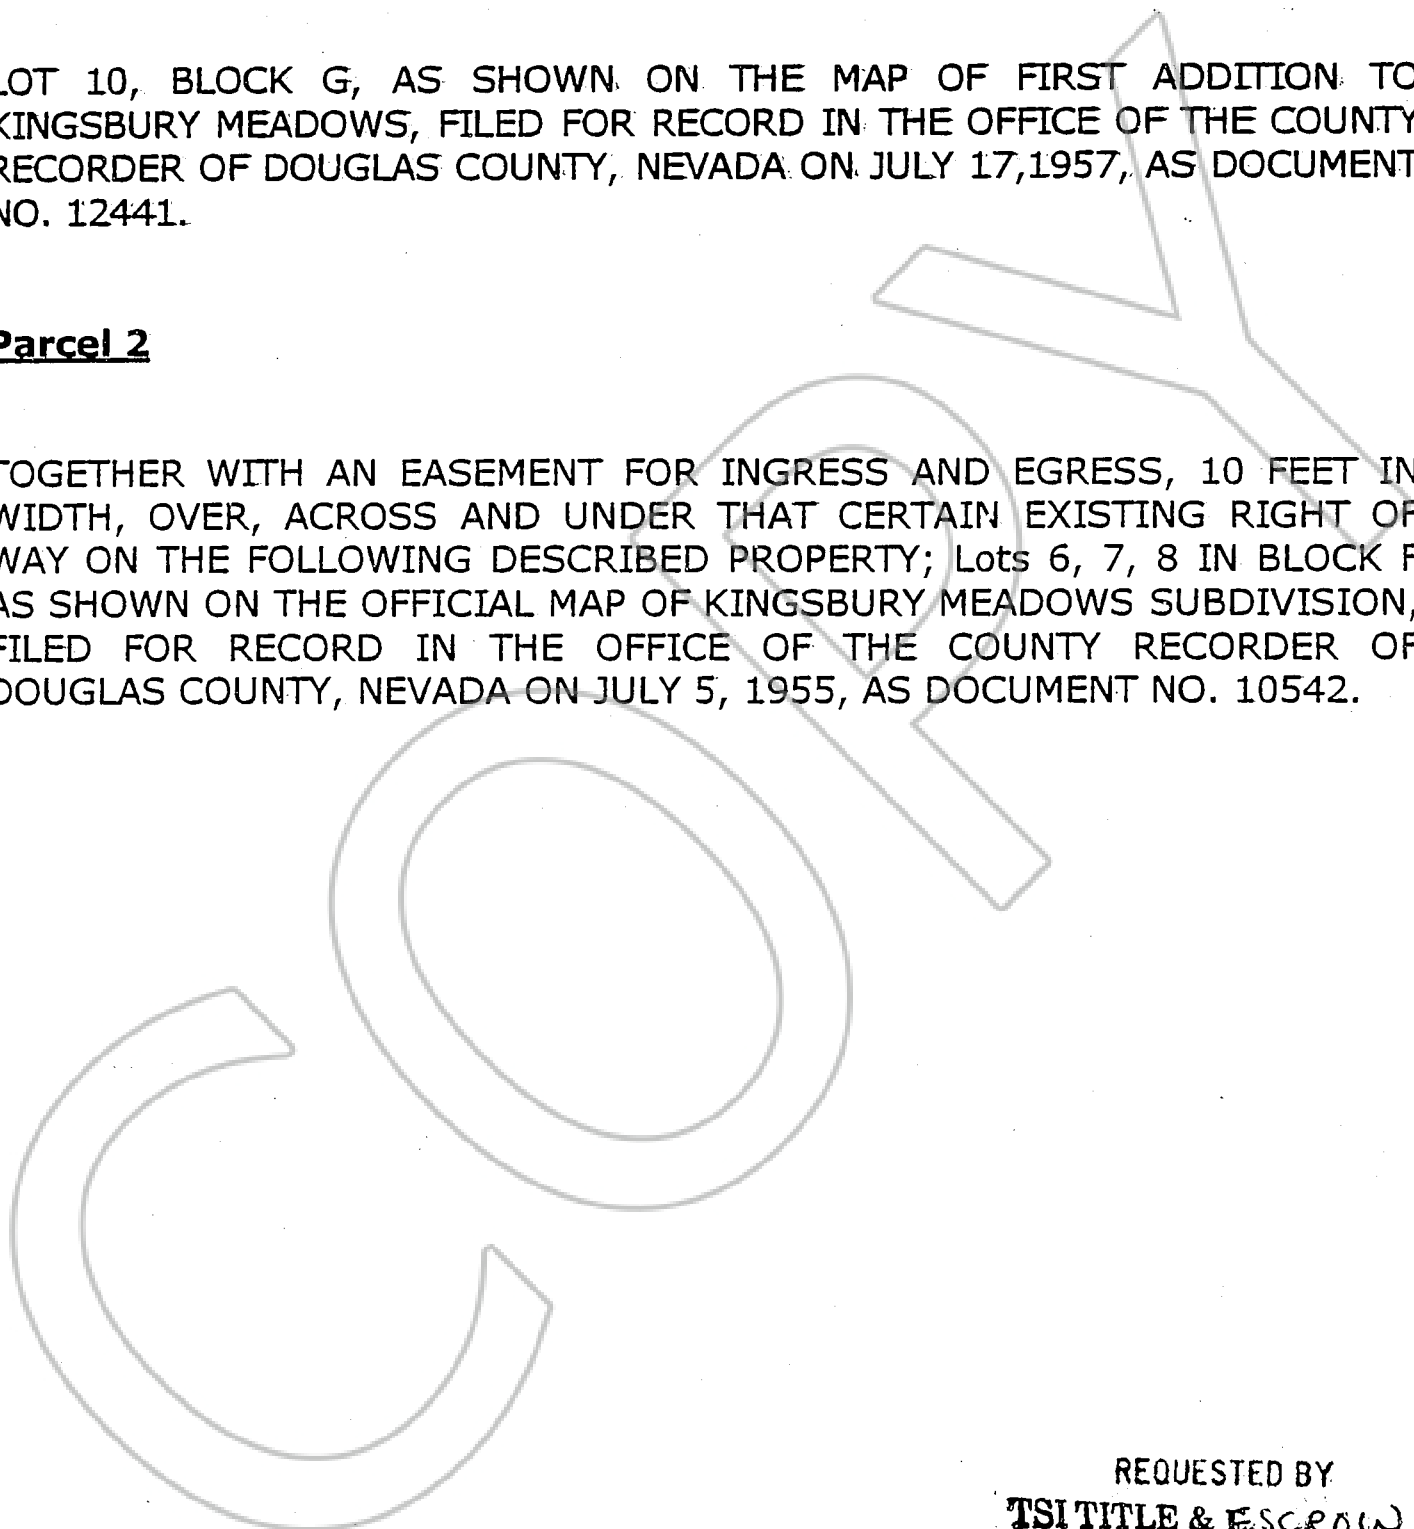 LOT 10, BLOCK G, AS SHOWN ON THE MAP OF FIRST ADDITION TO
KINGSBURY MEADOWS, FILED FOR RECORD IN THE OFFICE OF THE COUNTY
RECORDER OF DOUGLAS COUNTY, NEVADA ON JULY 17,1957, AS DOCUMENT
NO. 12441.
Parcel 2
TOGETHER WITH AN EASEMENT FOR INGRESS AND EGRESS, 10 FEET IN
WIDTH, OVER, ACROSS AND UNDER THAT CERTAIN EXISTING RIGHT OF
WAY ON THE FOLLOWING DESCRIBED PROPERTY; Lots 6, 7, 8 IN BLOCK F
AS SHOWN ON THE OFFICIAL MAP OF KINGSBURY MEADOWS SUBDIVISION,
FILED FOR RECORD IN THE OFFICE OF THE COUNTY RECORDER OF
DOUGLAS COUNTY, NEVADA ON JULY 5, 1955, AS DOCUMENT NO. 10542.
COPY
REQUESTED BY
TSI TITLE & ESCROW